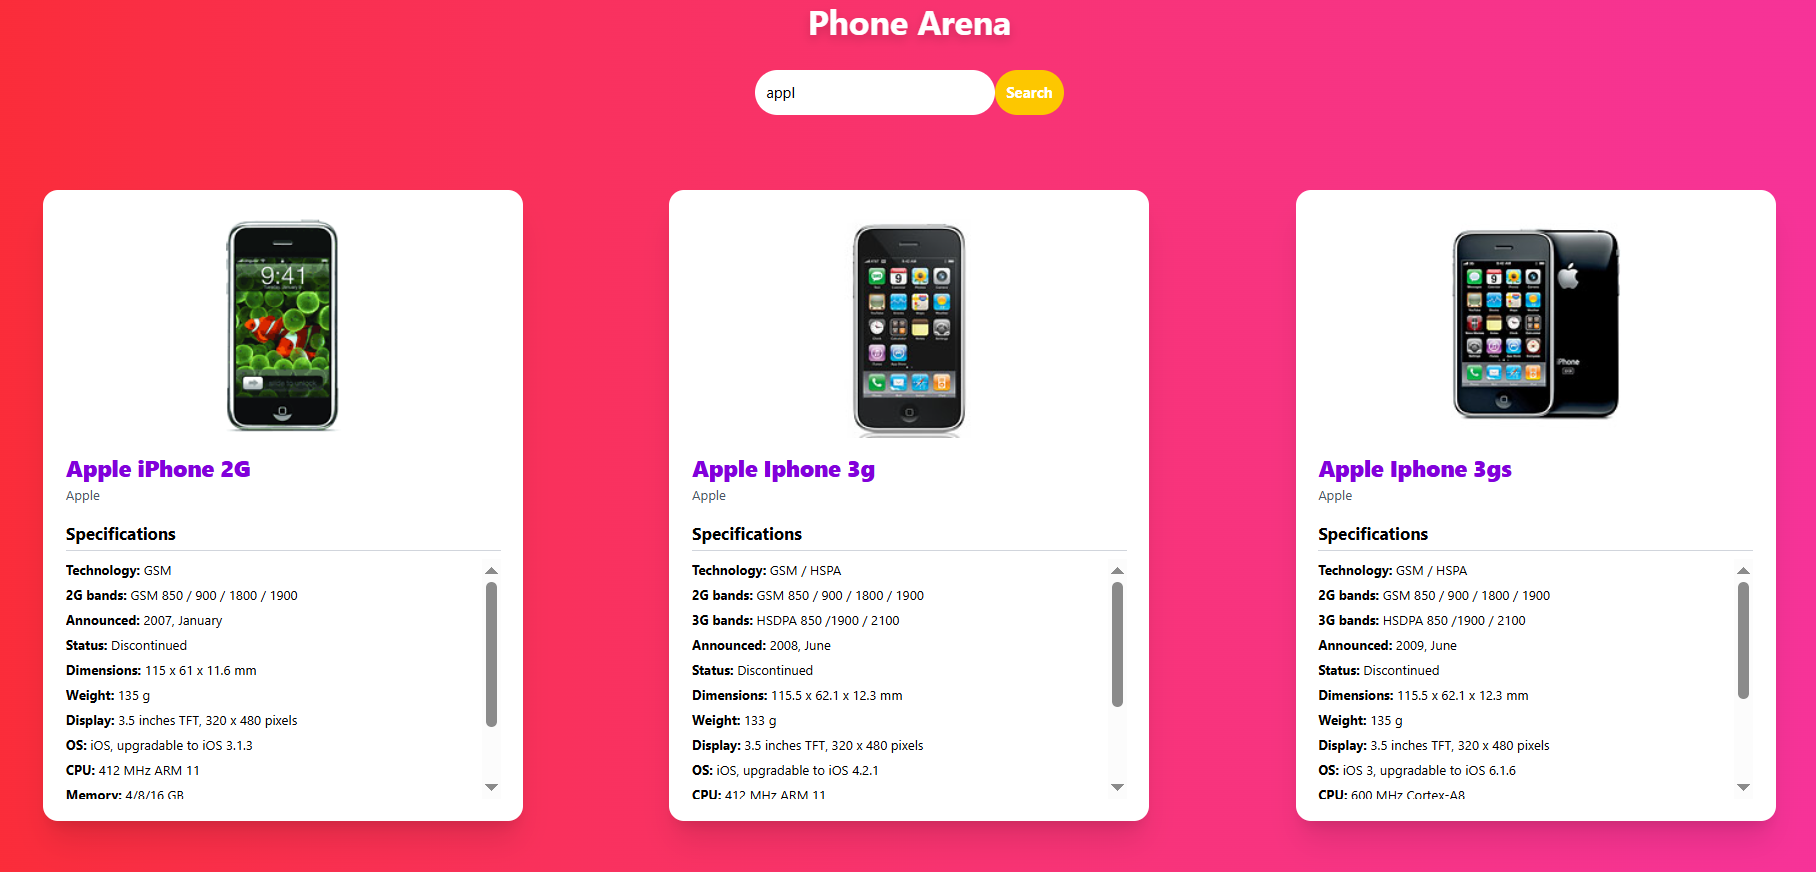 Phone Arena
appl
Search
9:41
slide to unlock
iPhone
Apple iPhone 2G
Apple
Specifications
Technology: GSM
2G bands: GSM 850 / 900 / 1800 / 1900
Announced: 2007, January
Status: Discontinued
Dimensions: 115 x 61 x 11.6 mm
Weight: 135 g
Display: 3.5 inches TFT, 320 x 480 pixels
OS: iOS, upgradable to iOS 3.1.3
CPU: 412 MHz ARM 11
Memory: 4/8/16 GB
Apple Iphone 3g
Apple
Specifications
Technology: GSM / HSPA
2G bands: GSM 850 / 900 / 1800 / 1900
3G bands: HSDPA 850 /1900 / 2100
Announced: 2008, June
Status: Discontinued
Dimensions: 115.5 x 62.1 x 12.3 mm
Weight: 133 g
Display: 3.5 inches TFT, 320 x 480 pixels
OS: iOS, upgradable to iOS 4.2.1
CPU: 412 MHz ARM 11
Apple Iphone 3gs
Apple
Specifications
Technology: GSM / HSPA
2G bands: GSM 850 / 900 / 1800 / 1900
3G bands: HSDPA 850 /1900 / 2100
Announced: 2009, June
Status: Discontinued
Dimensions: 115.5 x 62.1 x 12.3 mm
Weight: 135 g
Display: 3.5 inches TFT, 320 x 480 pixels
OS: iOS 3, upgradable to iOS 6.1.6
CPU: 600 MHz Cortex-A8